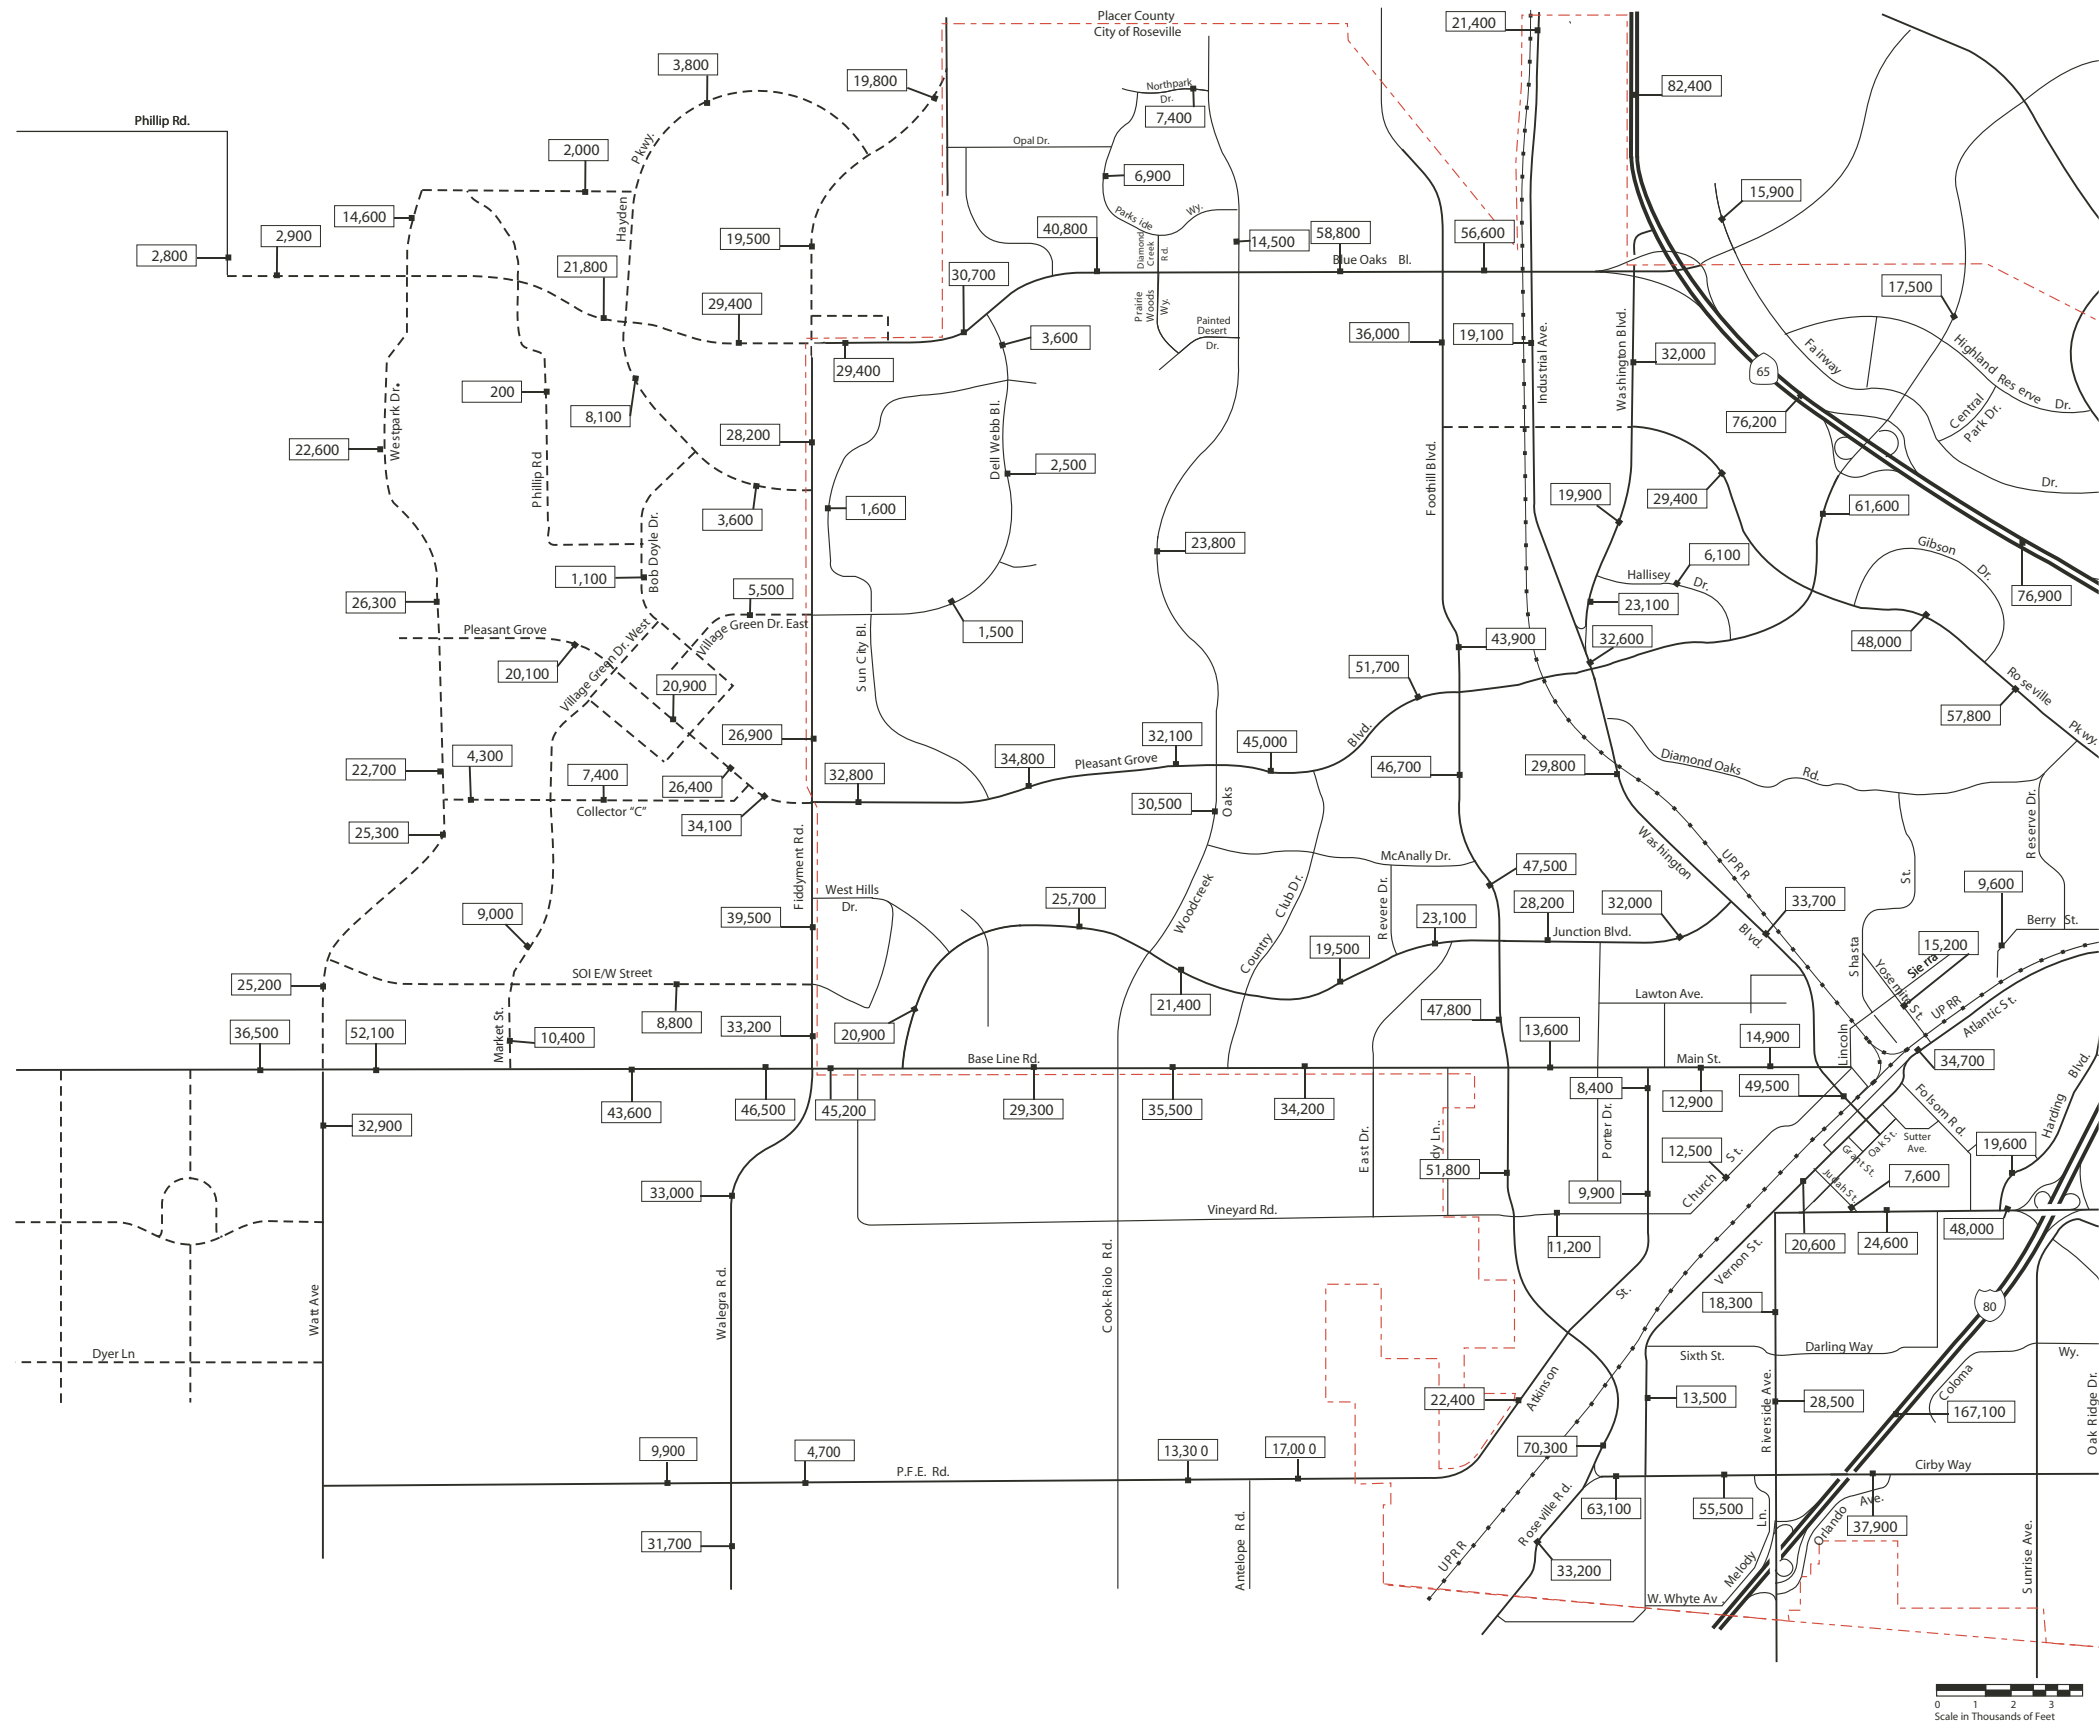 Placer County
City of Roseville
21,400
3,800
19,800
82,400
Northpark
Dr.
7,400
Phillip Rd.
2,000
Pkwy.
Opal Dr.
6,900
15,900
14,600
Hayden
Parks ide
Wy.
2,900
2,800
19,500
40,800
Diamond
Creek
Rd.
14,500
58,800
56,600
Blue Oaks Bl.
21,800
30,700
29,400
17,500
Prairie
Woods
Wy.
Painted
Desert
Dr.
3,600
36,000
19,100
Industrial Ave.
Washington Blvd.
32,000
Fairway
Highland Res erve Dr.
65
29,400
Westpark Dr.
200
8,100
Central
Park Dr.
76,200
28,200
22,600
Dell Webb Bl.
2,500
Foothill Blvd.
Phillip Rd
3,600
1,600
19,900
29,400
61,600
Dr.
Bob Doyle Dr.
23,800
6,100
Gibson
Dr.
1,100
5,500
Hallisey
Dr.
26,300
23,100
76,900
Pleasant Grove
Village Green Dr. West
Village Green Dr. East
Sun City Bl.
1,500
43,900
32,600
48,000
20,100
20,900
51,700
Roseville
Pkwy.
57,800
26,900
32,100
45,000
Blvd.
22,700
4,300
7,400
26,400
32,800
34,800
Pleasant Grove
46,700
29,800
Diamond Oaks
Rd.
Collector “C”
34,100
30,500
Oaks
25,300
Fiddyment Rd.
McAnally Dr.
Washington
UPRR
Reserve Dr.
47,500
West Hills
Dr.
Woodcreek
Club Dr.
Revere Dr.
St.
9,600
25,700
28,200
32,000
33,700
9,000
39,500
23,100
Berry St.
Junction Blvd.
Blvd.
19,500
Country
Shasta
Yosemite St.
Sierra
15,200
SOI E/W Street
25,200
21,400
Lawton Ave.
UPRR
Atlantic St.
8,800
33,200
20,900
47,800
36,500
52,100
Market St.
10,400
13,600
14,900
Lincoln
Base Line Rd.
Main St.
34,700
43,600
46,500
45,200
29,300
35,500
34,200
8,400
12,900
49,500
Folsom Rd.
Blvd.
32,900
Porter Dr.
Harding
East Dr.
dy Ln..
12,500
Oak St.
Sutter
Ave.
Grant St.
19,600
51,800
Judah St.
7,600
33,000
9,900
Church St.
Vineyard Rd.
11,200
20,600
24,600
48,000
Watt Ave
Walegra Rd.
Cook-Riolo Rd.
Vernon St.
St.
18,300
80
Dyer Ln
Sixth St.
Darling Way
Wy.
22,400
Atkinson
13,500
Riverside Ave.
28,500
Coloma
167,100
Oak Ridge Dr.
9,900
4,700
13,30 0
17,00 0
70,300
P.F.E. Rd.
Cirby Way
63,100
55,500
Roseville Rd.
Ln.
Orlando
Ave.
37,900
31,700
Antelope Rd.
UPRR
33,200
Melody
Sunrise Ave.
W. Whyte Av .
0 1 2 3
Scale in Thousands of Feet